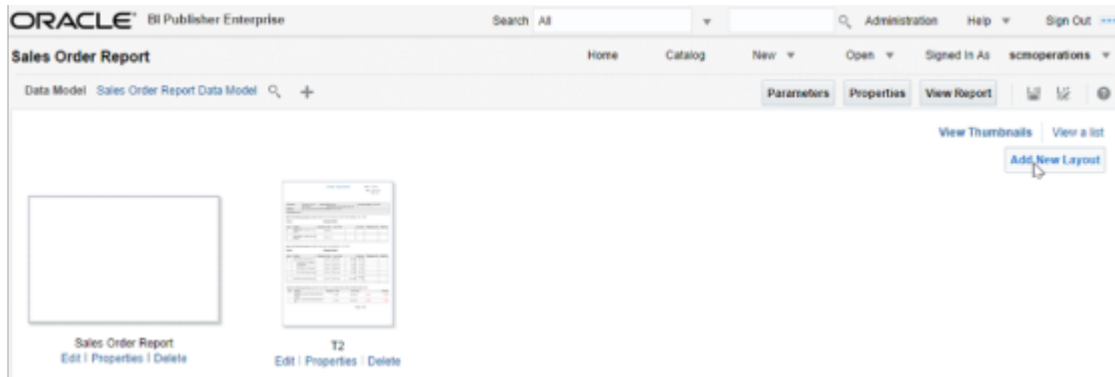 ORACLE BI Publisher Enterprise Search All Administration Help Sign Out
Sales Order Report Home Catalog New Open Signed In As scmoperations
Data Model Sales Order Report Data Model Parameters Properties View Report
View Thumbnails View a list
Add New Layout
Sales Order Report T2
Edit | Properties | Delete Edit | Properties | Delete